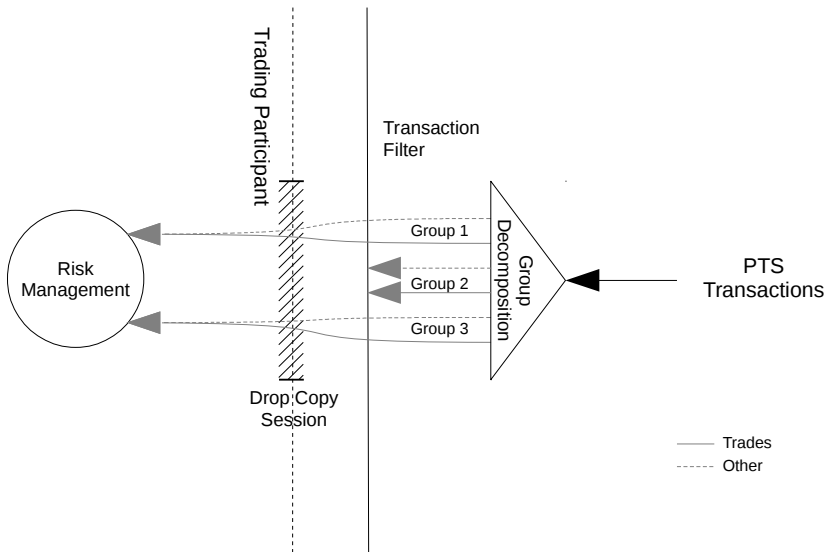 Trading Participant
Transaction
Filter
Group 1
Group 2
Group 3
Group
Decomposition
Risk
Management
PTS
Transactions
Drop Copy
Session
Trades
Other